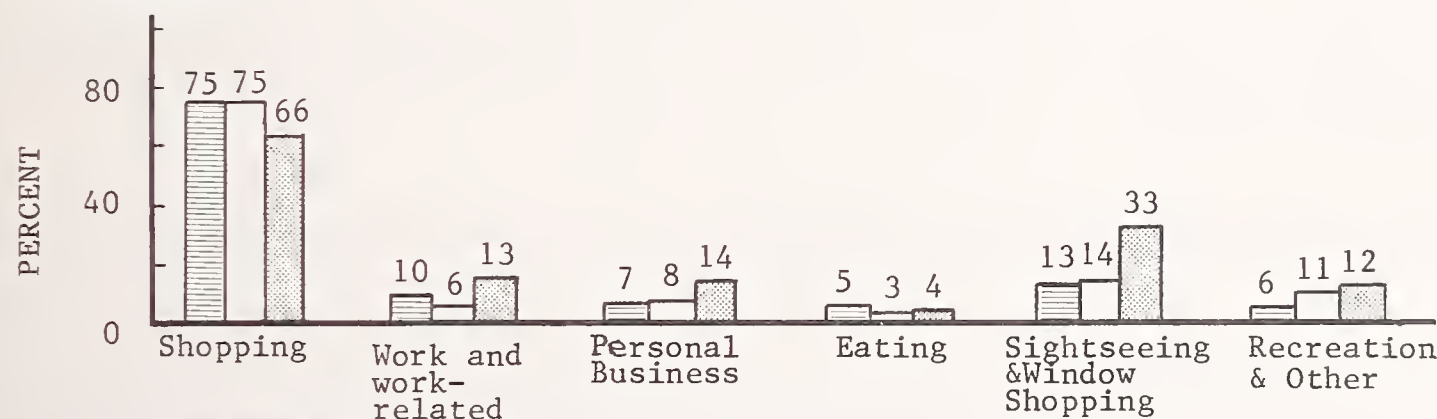 PERCENT
80
40
0
75 75 66
10 6 13
7 8 14
5 3 4
13 14 33
6 11 12
Shopping
Work and
work-
related
Personal
Business
Eating
Sightseeing
&Window
Shopping
Recreation
& Other